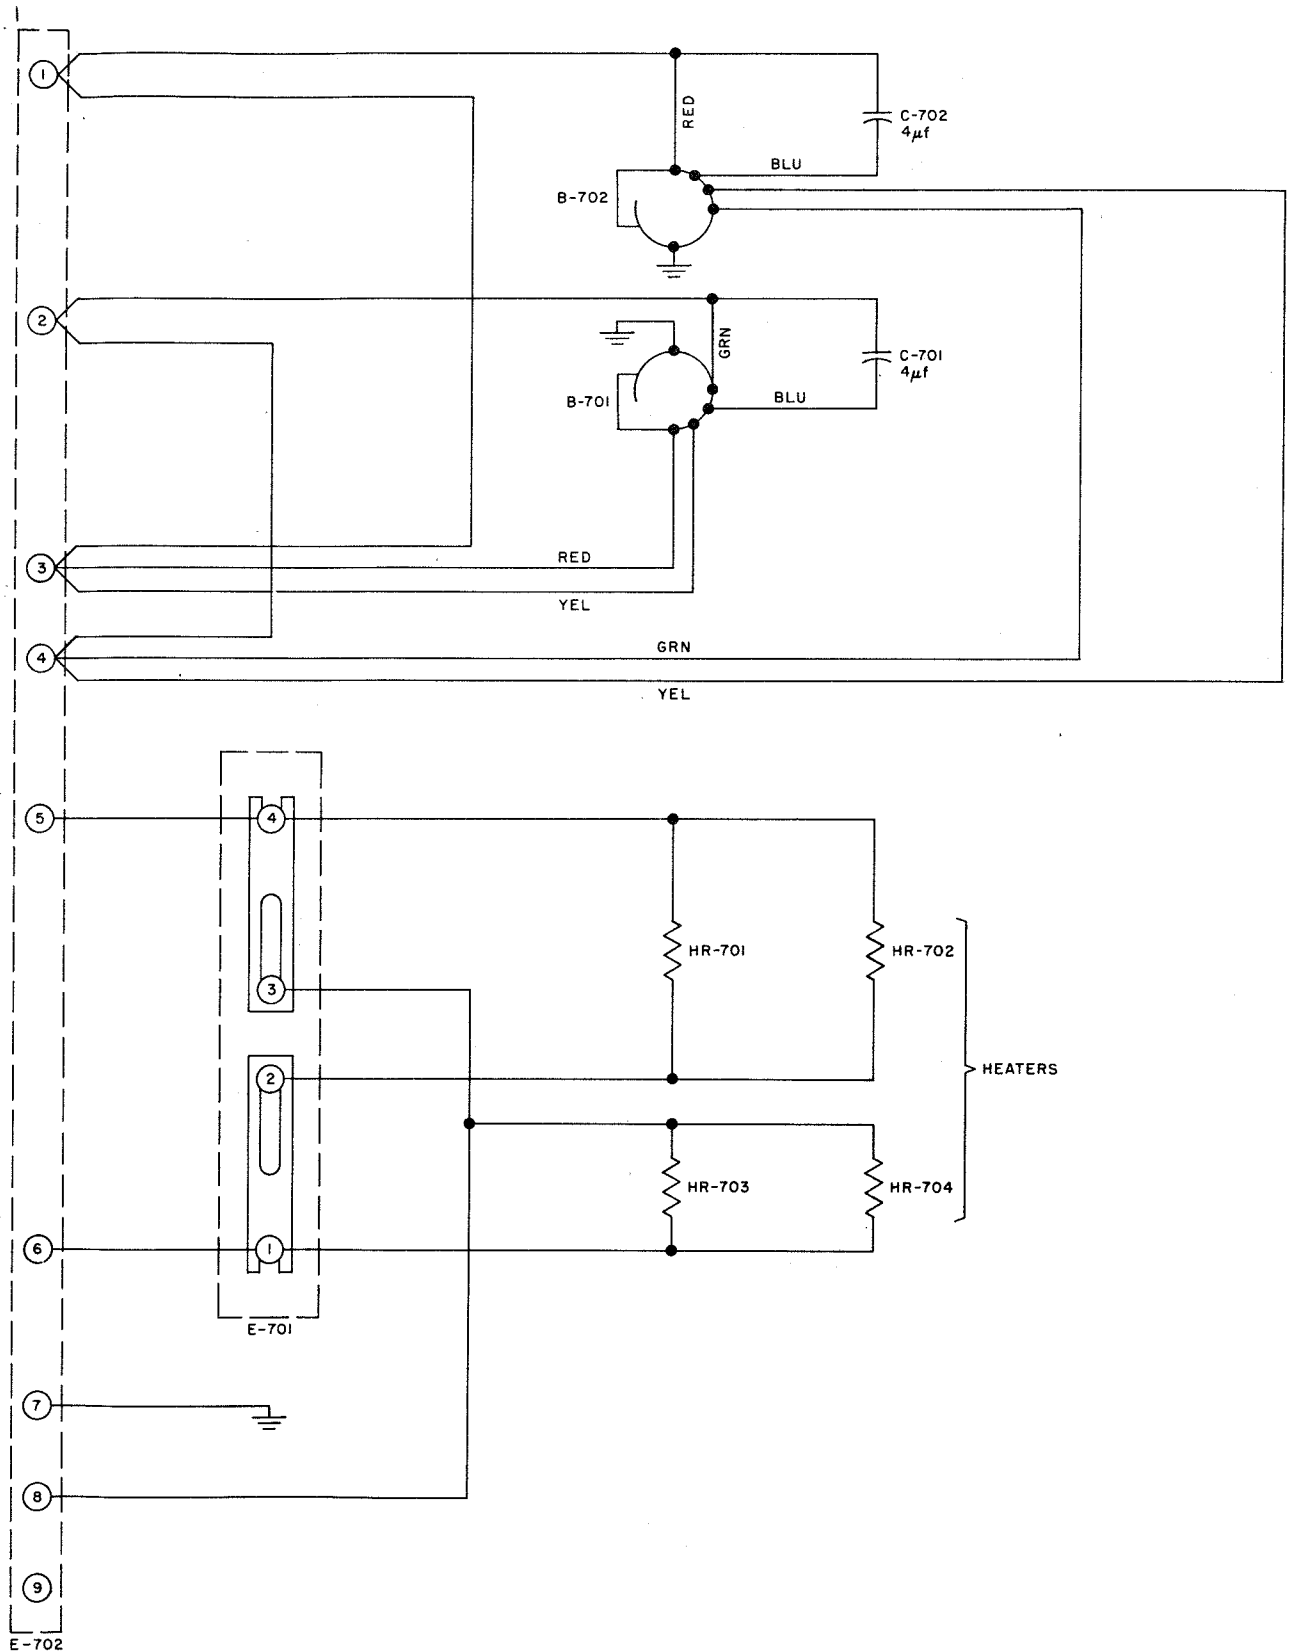 1
RED
C-702
4µf
BLU
B-702
2
GRN
C-701
4µf
B-701
BLU
3
RED
YEL
4
GRN
YEL
5
4
HR-701
HR-702
3
2
HEATERS
HR-703
HR-704
6
1
E-701
7
8
9
E-702